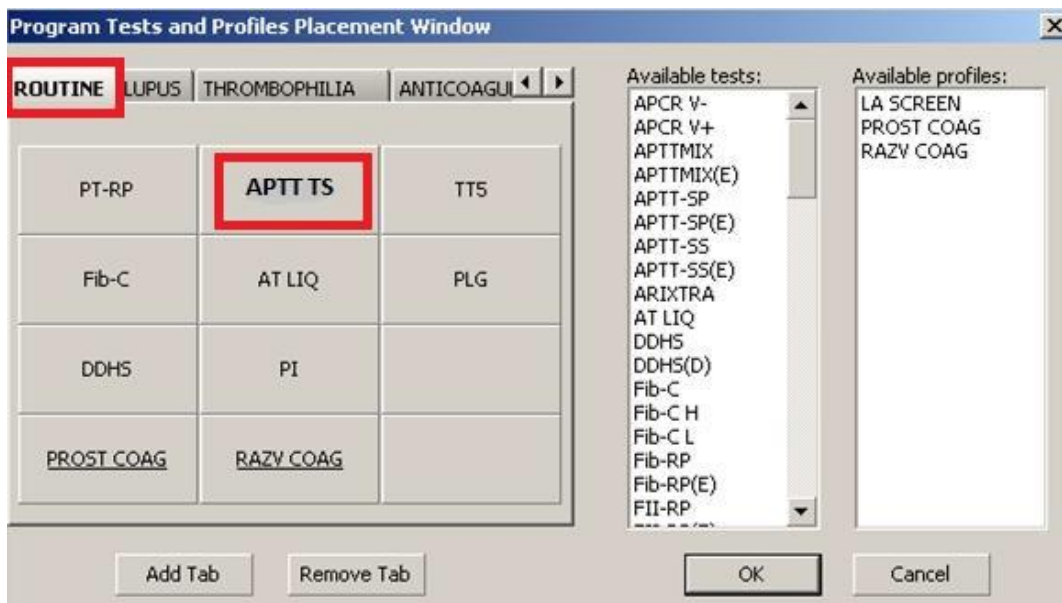 Program Tests and Profiles Placement Window
ROUTINE LUPUS THROMBOPHILIA ANTICOAGU
PT-RP APTT TS TT5
Fib-C AT LIQ PLG
DDHS PI
PROST COAG RAZV COAG
Available tests:
APCR V-
APCR V+
APTTMIX
APTTMIX(E)
APTT-SP
APTT-SP(E)
APTT-SS
APTT-SS(E)
ARIXTRA
AT LIQ
DDHS
DDHS(D)
Fib-C
Fib-C H
Fib-C L
Fib-RP
Fib-RP(E)
FII-RP
Available profiles:
LA SCREEN
PROST COAG
RAZV COAG
Add Tab Remove Tab OK Cancel